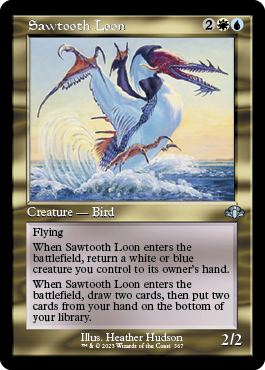 Sawtooth Loon 2
Creature — Bird
Flying
When Sawtooth Loon enters the
battlefield, return a white or blue
creature you control to its owner's hand.
When Sawtooth Loon enters the
battlefield, draw two cards, then put two
cards from your hand on the bottom of
your library.
Illus. Heather Hudson
2/2
™ & © 2023 Wizards of the Coast 367